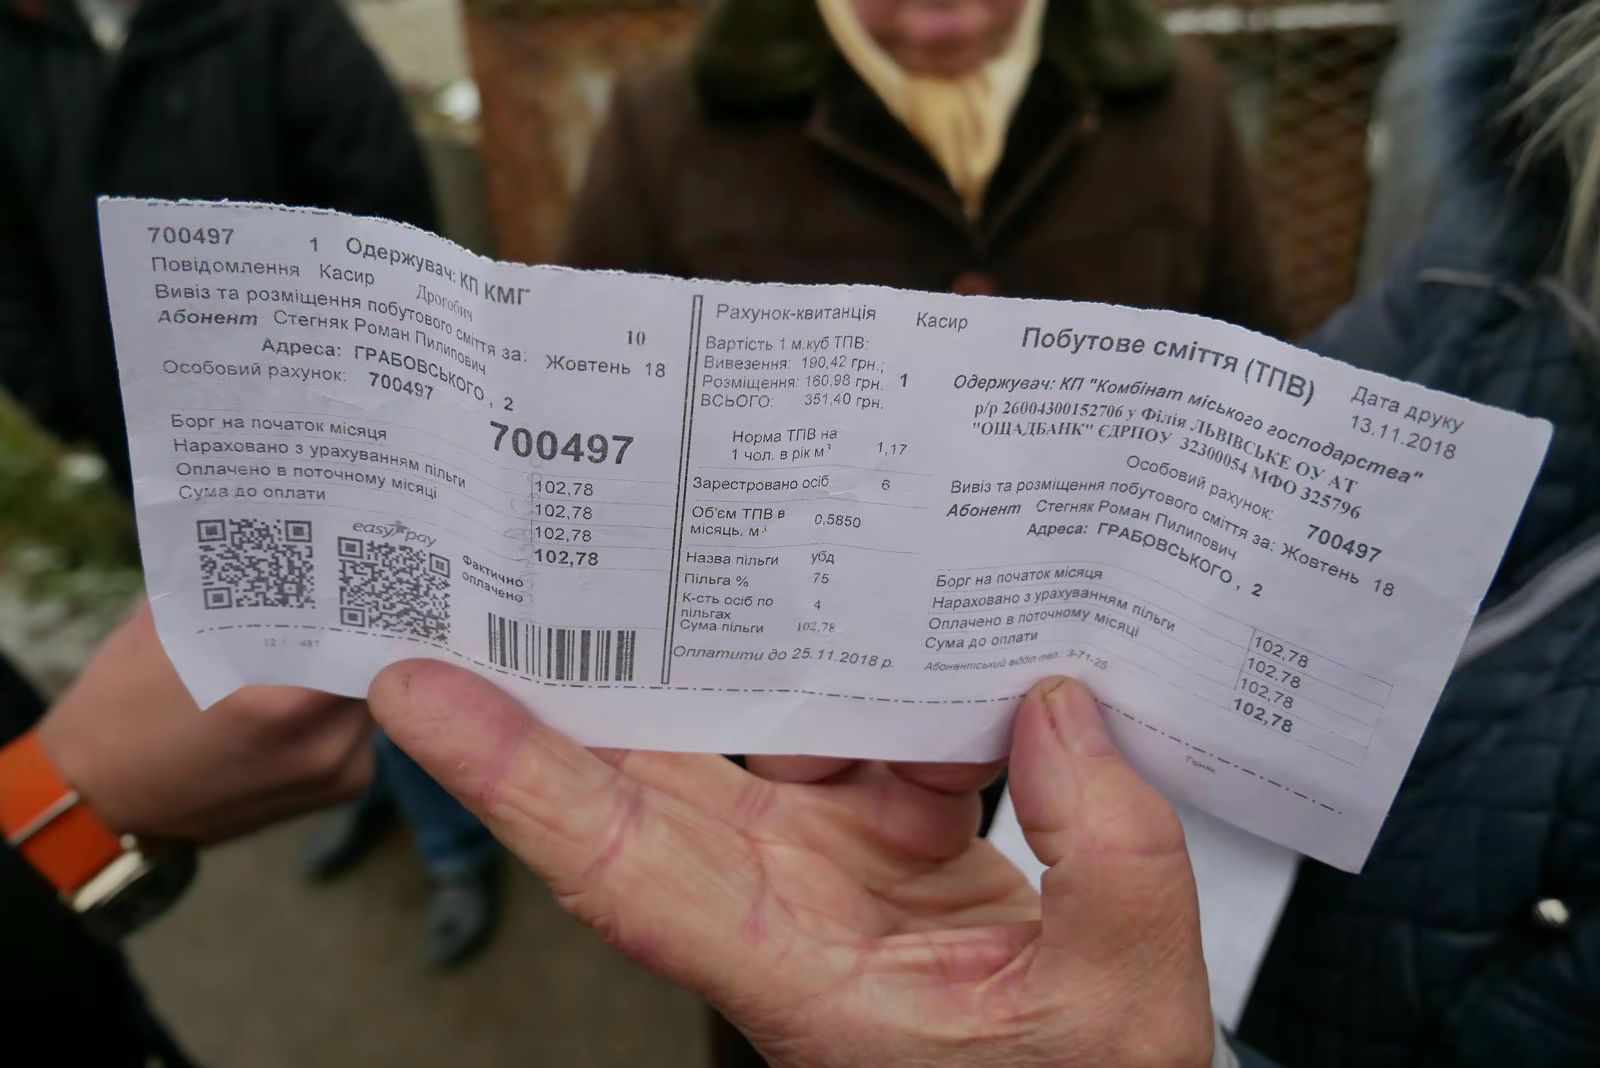 700497 1 Одержувач: КП КМГ
Повідомлення Касир Дрогобич
Вивіз та розміщення побутового сміття за: 10 Жовтень 18
Абонент Стегняк Роман Пилипович
Адреса: ГРАБОВСЬКОГО , 2
Особовий рахунок: 700497
700497
Борг на початок місяця 102,78
Нараховано з урахуванням пільги 102,78
Оплачено в поточному місяці 102,78
Сума до оплати 102,78
easypay
Фактично
оплачено
Рахунок-квитанція Касир
Вартість 1 м.куб ТПВ:
Вивезення: 190,42 грн.;
Розміщення: 160,98 грн. 1
ВСЬОГО: 351,40 грн.
Норма ТПВ на
1 чол. в рік м³ 1,17
Зарестровано осіб 6
Об'єм ТПВ в
місяць, м³ 0,5850
Назва пільги убд
Пільга % 75
К-сть осіб по
пільгах 4
Сума пільги 102,78
Оплатити до 25.11.2018 р.
Побутове сміття (ТПВ)
Дата друку
13.11.2018
Одержувач: КП "Комбінат міського господарства"
р/р 26004300152706 у Філія ЛЬВІВСЬКЕ ОУ АТ
"ОЩАДБАНК" ЄДРПОУ 32300054 МФО 325796
Особовий рахунок: 700497
Вивіз та розміщення побутового сміття за: Жовтень 18
Абонент Стегняк Роман Пилипович
Адреса: ГРАБОВСЬКОГО , 2
Борг на початок місяця 102,78
Нараховано з урахуванням пільги 102,78
Оплачено в поточному місяці 102,78
Сума до оплати 102,78
Абонентський відділ тел. 3-71-25